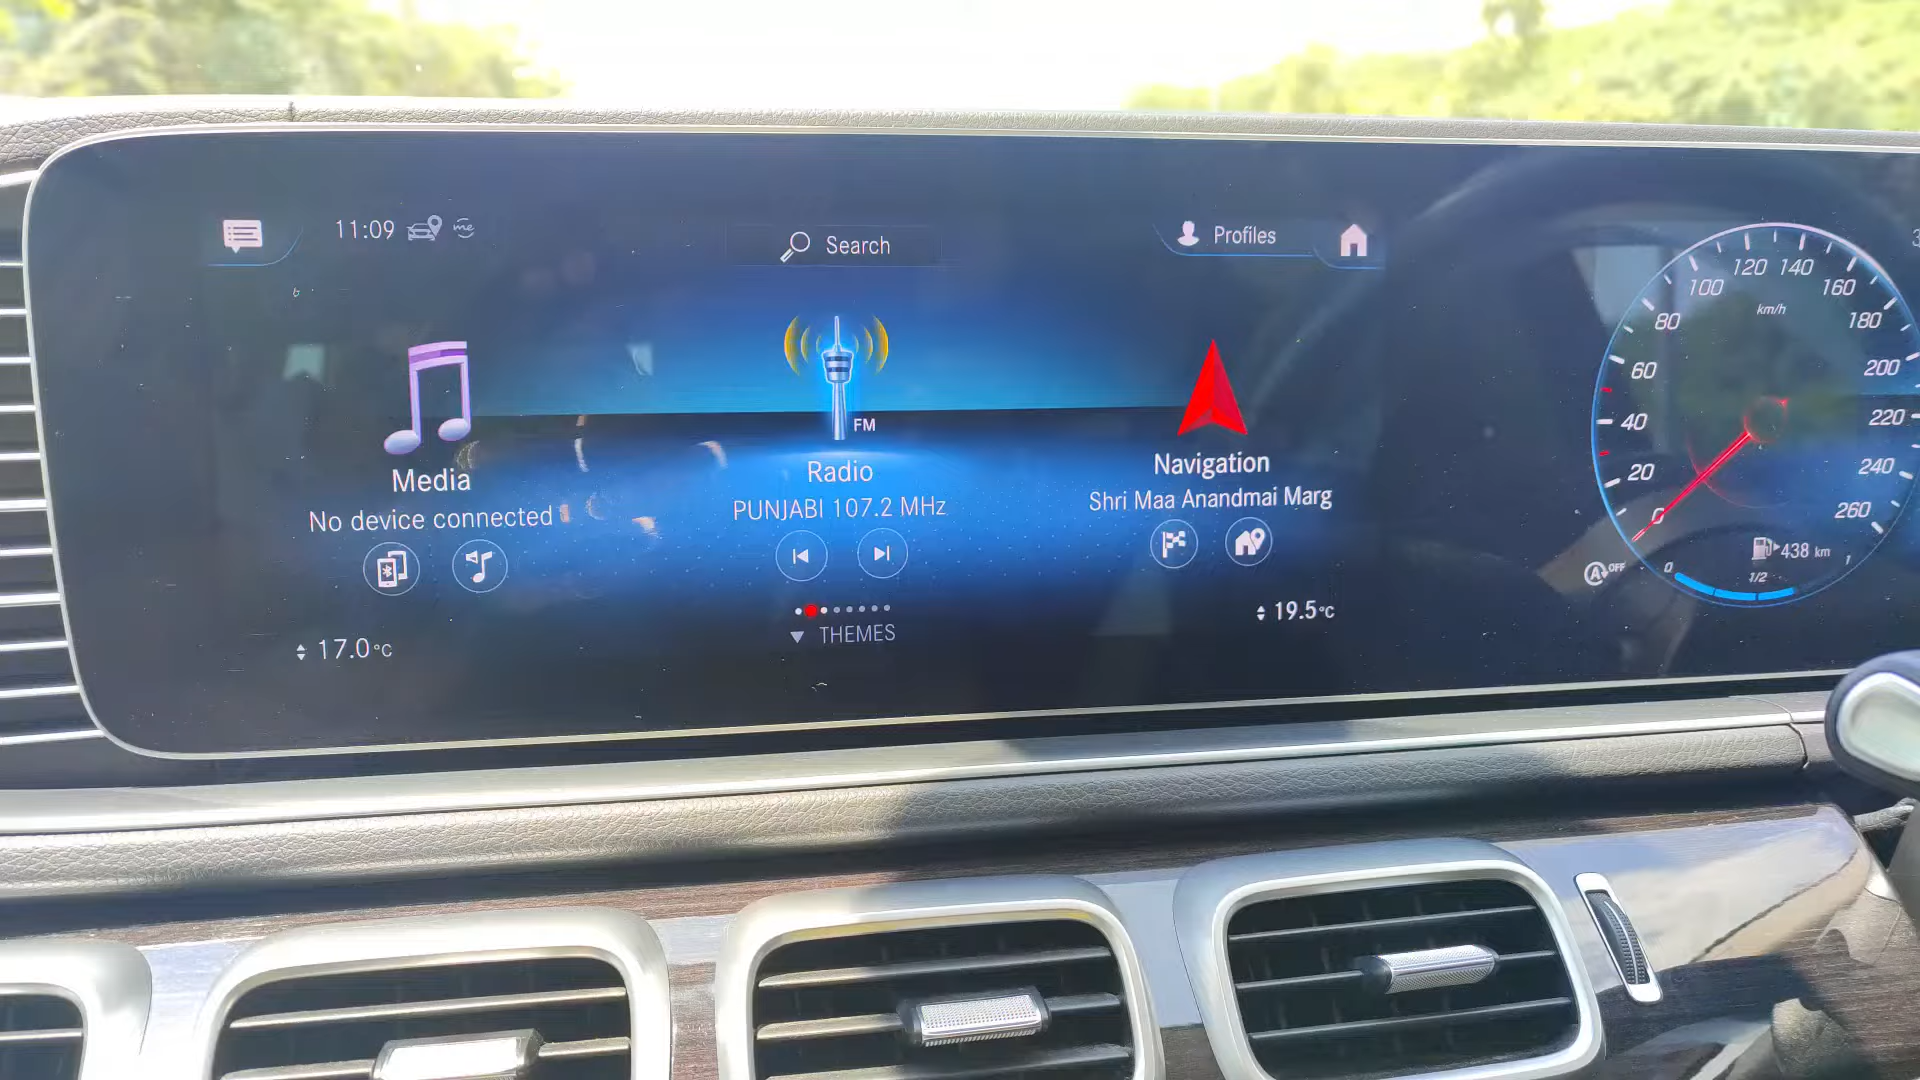 11:09
me
Search
Profiles
FM
Media
Radio
Navigation
No device connected
PUNJABI 107.2 MHz
Shri Maa Anandmai Marg
THEMES
17.0°C
19.5°C
0
20
40
60
80
100
120
140
160
180
200
220
240
260
km/h
A OFF
438 km
0
1/2
1